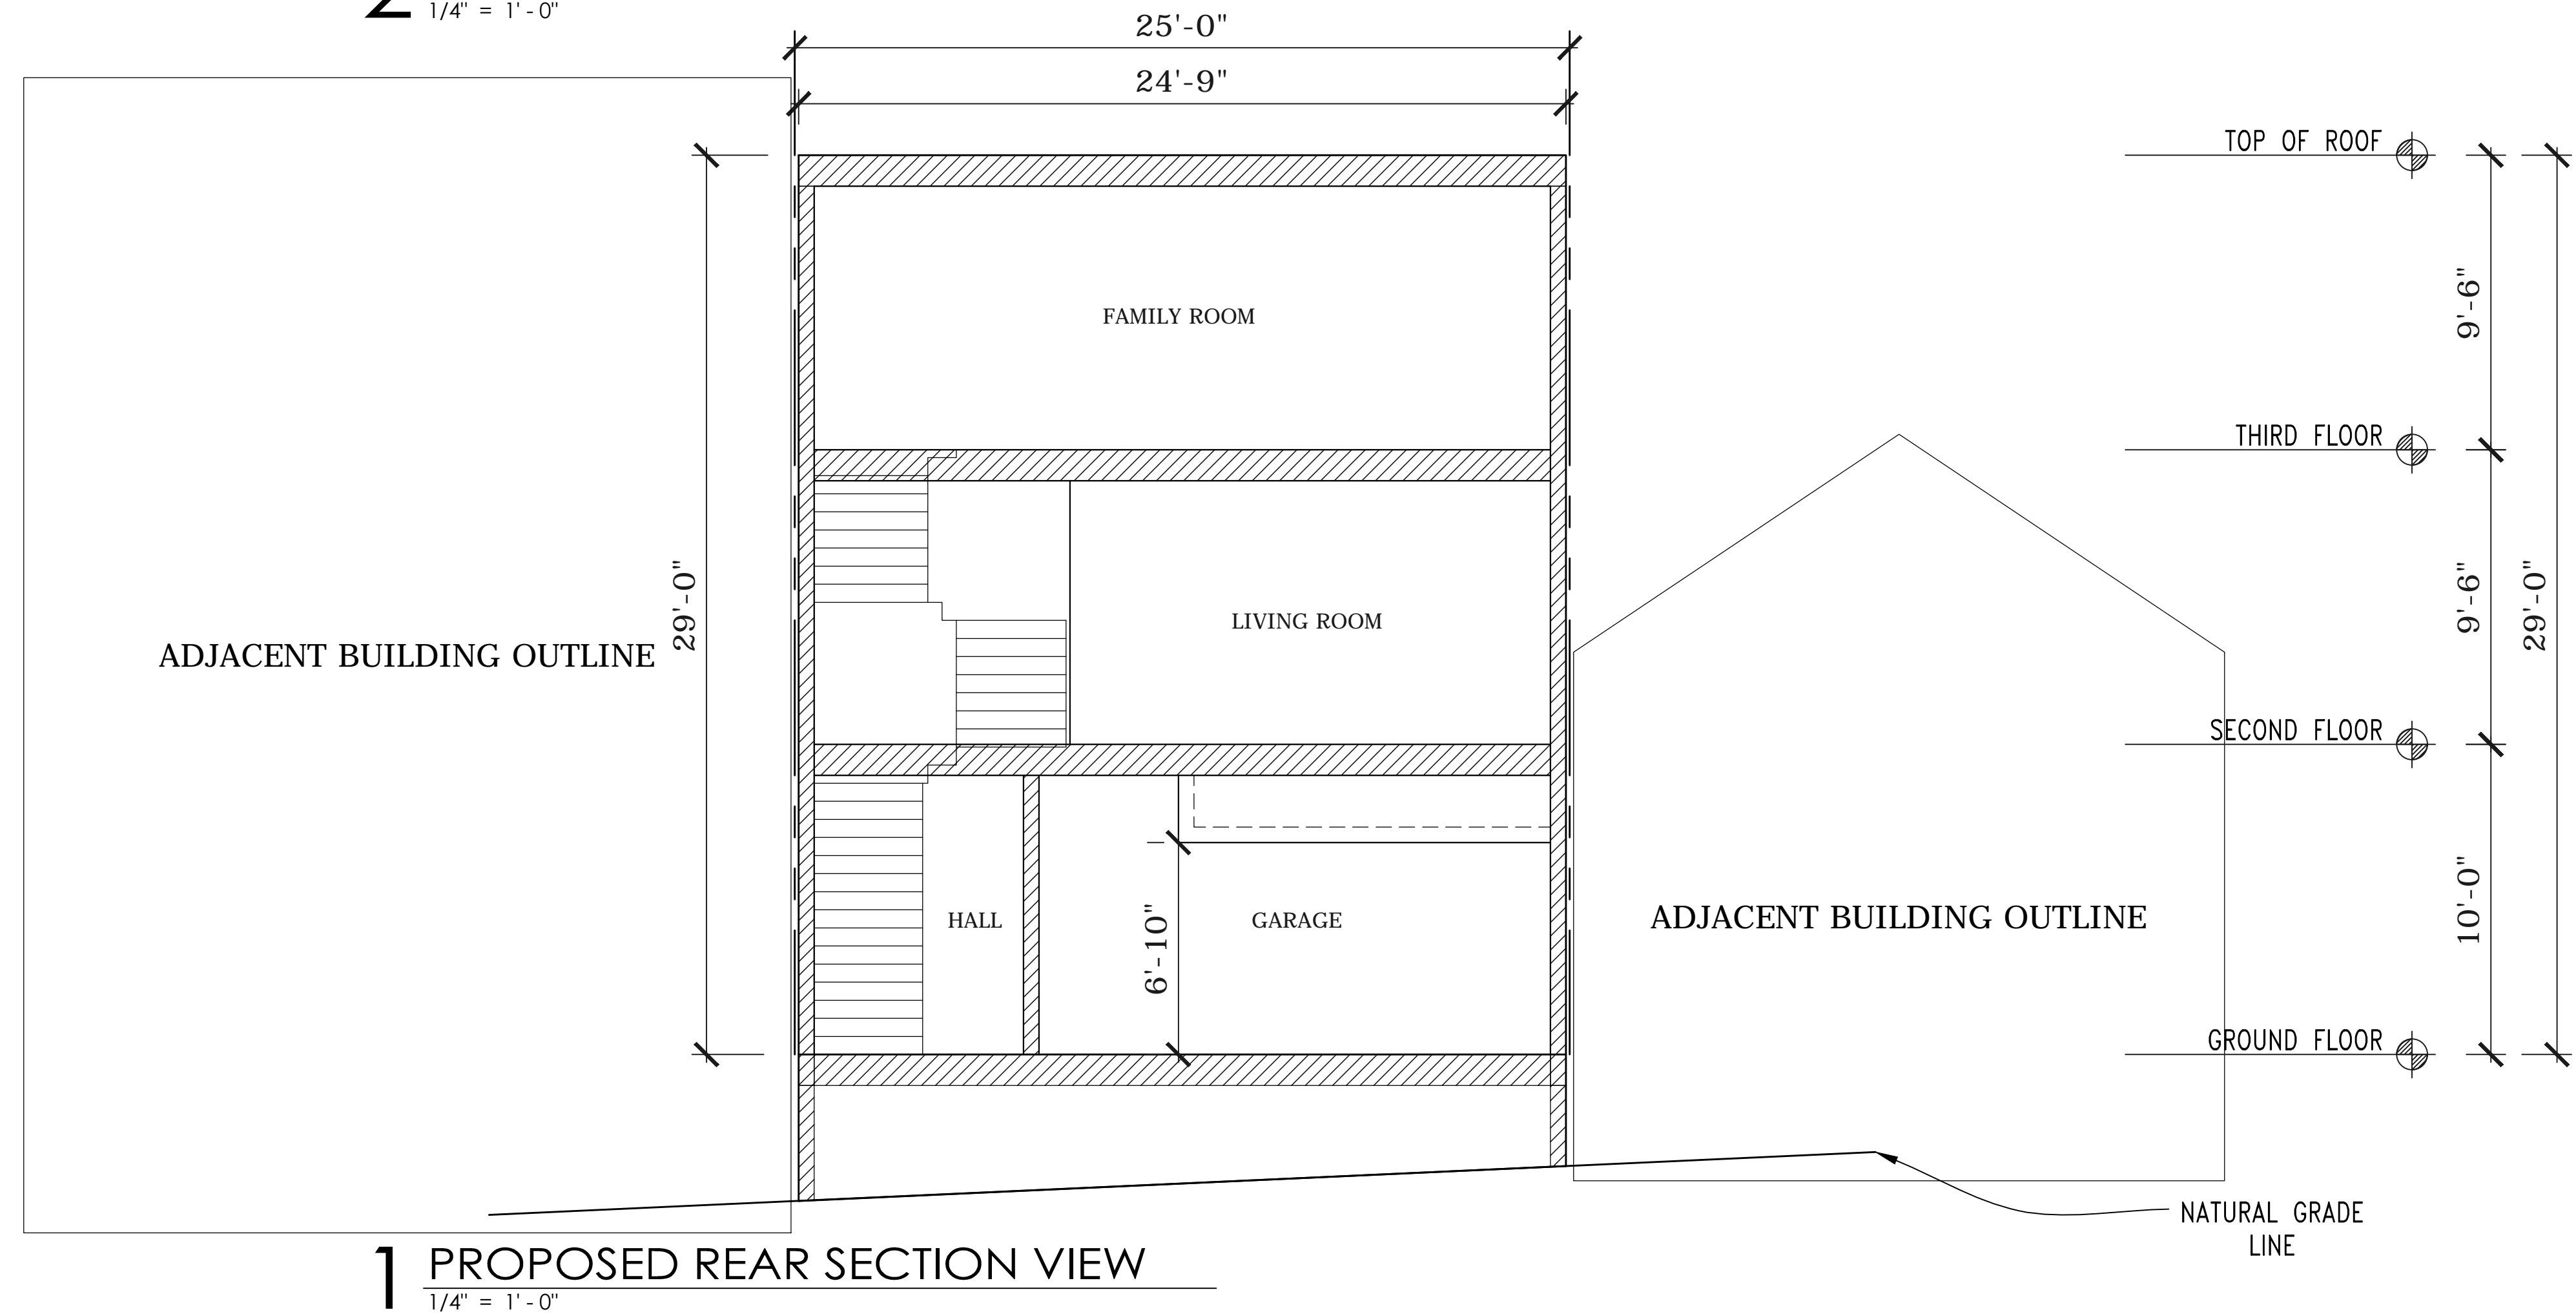 2
1/4" = 1'-0"
25'-0"
24'-9"
TOP OF ROOF
FAMILY ROOM
9'-6"
THIRD FLOOR
LIVING ROOM
29'-0"
ADJACENT BUILDING OUTLINE
9'-6"
29'-0"
SECOND FLOOR
HALL
6'-10"
GARAGE
ADJACENT BUILDING OUTLINE
10'-0"
GROUND FLOOR
NATURAL GRADE
LINE
1 PROPOSED REAR SECTION VIEW
1/4" = 1'-0"